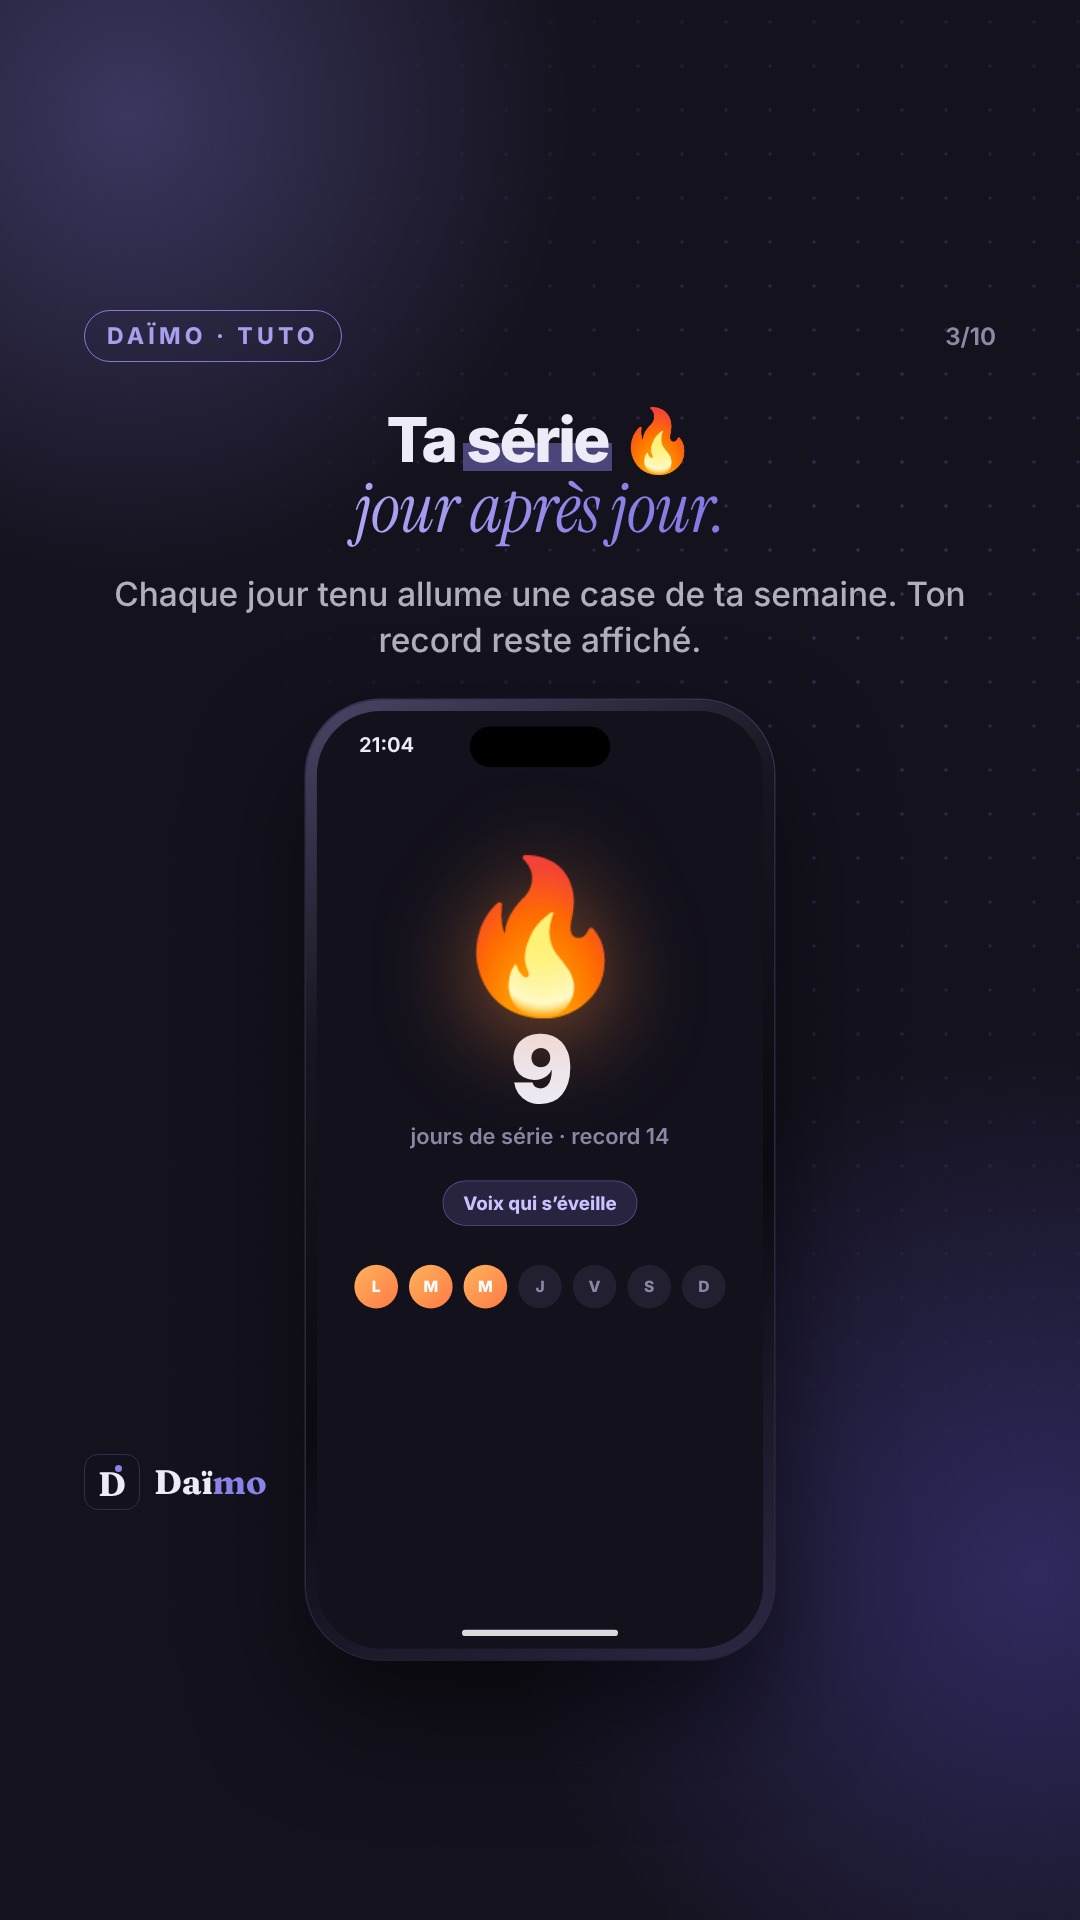 DAÏMO · TUTO
3/10
Ta série 🔥
jour après jour.
Chaque jour tenu allume une case de ta semaine. Ton
record reste affiché.
21:04
9
jours de série · record 14
Voix qui s’éveille
L M M J V S D
D Daïmo